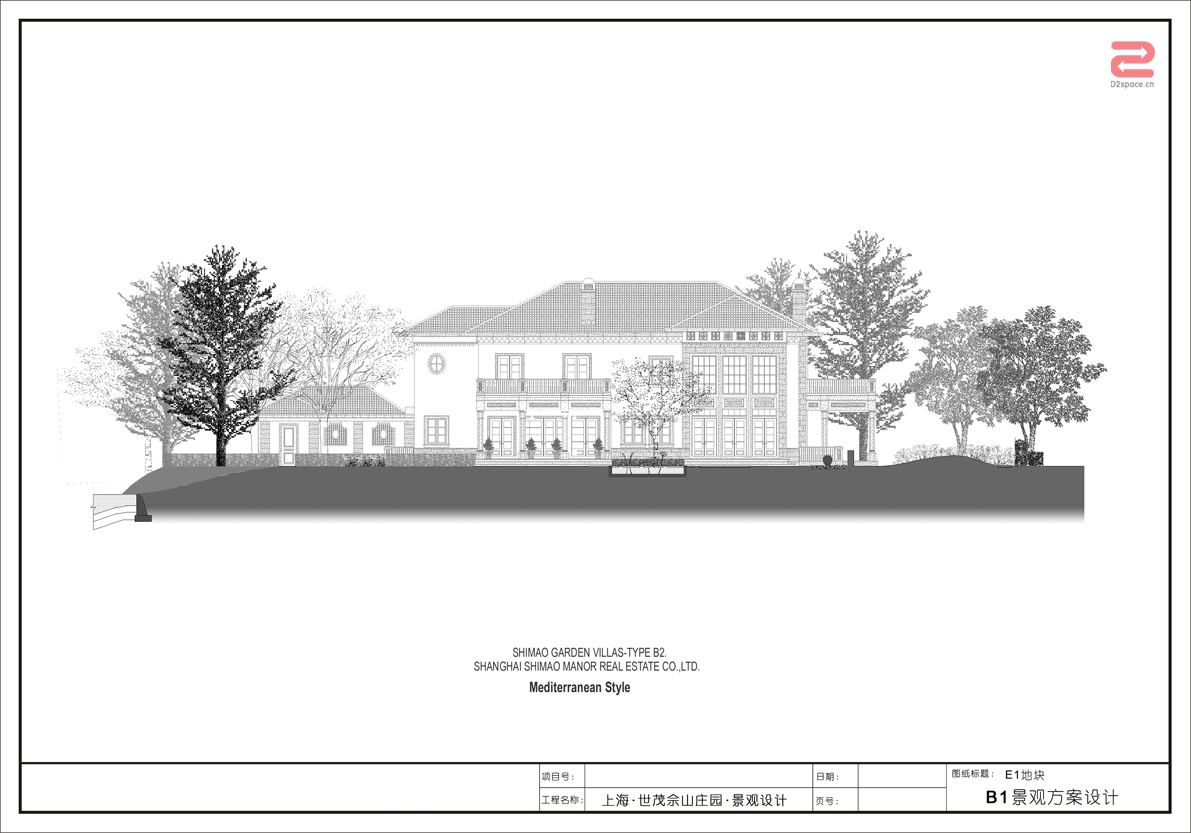 D2space.cn
SHIMAO GARDEN VILLAS-TYPE B2.
SHANGHAI SHIMAO MANOR REAL ESTATE CO.,LTD.
Mediterranean Style
项目号:
日期:
图纸标题: E1地块
工程名称: 上海·世茂佘山庄园·景观设计
页号:
B1景观方案设计